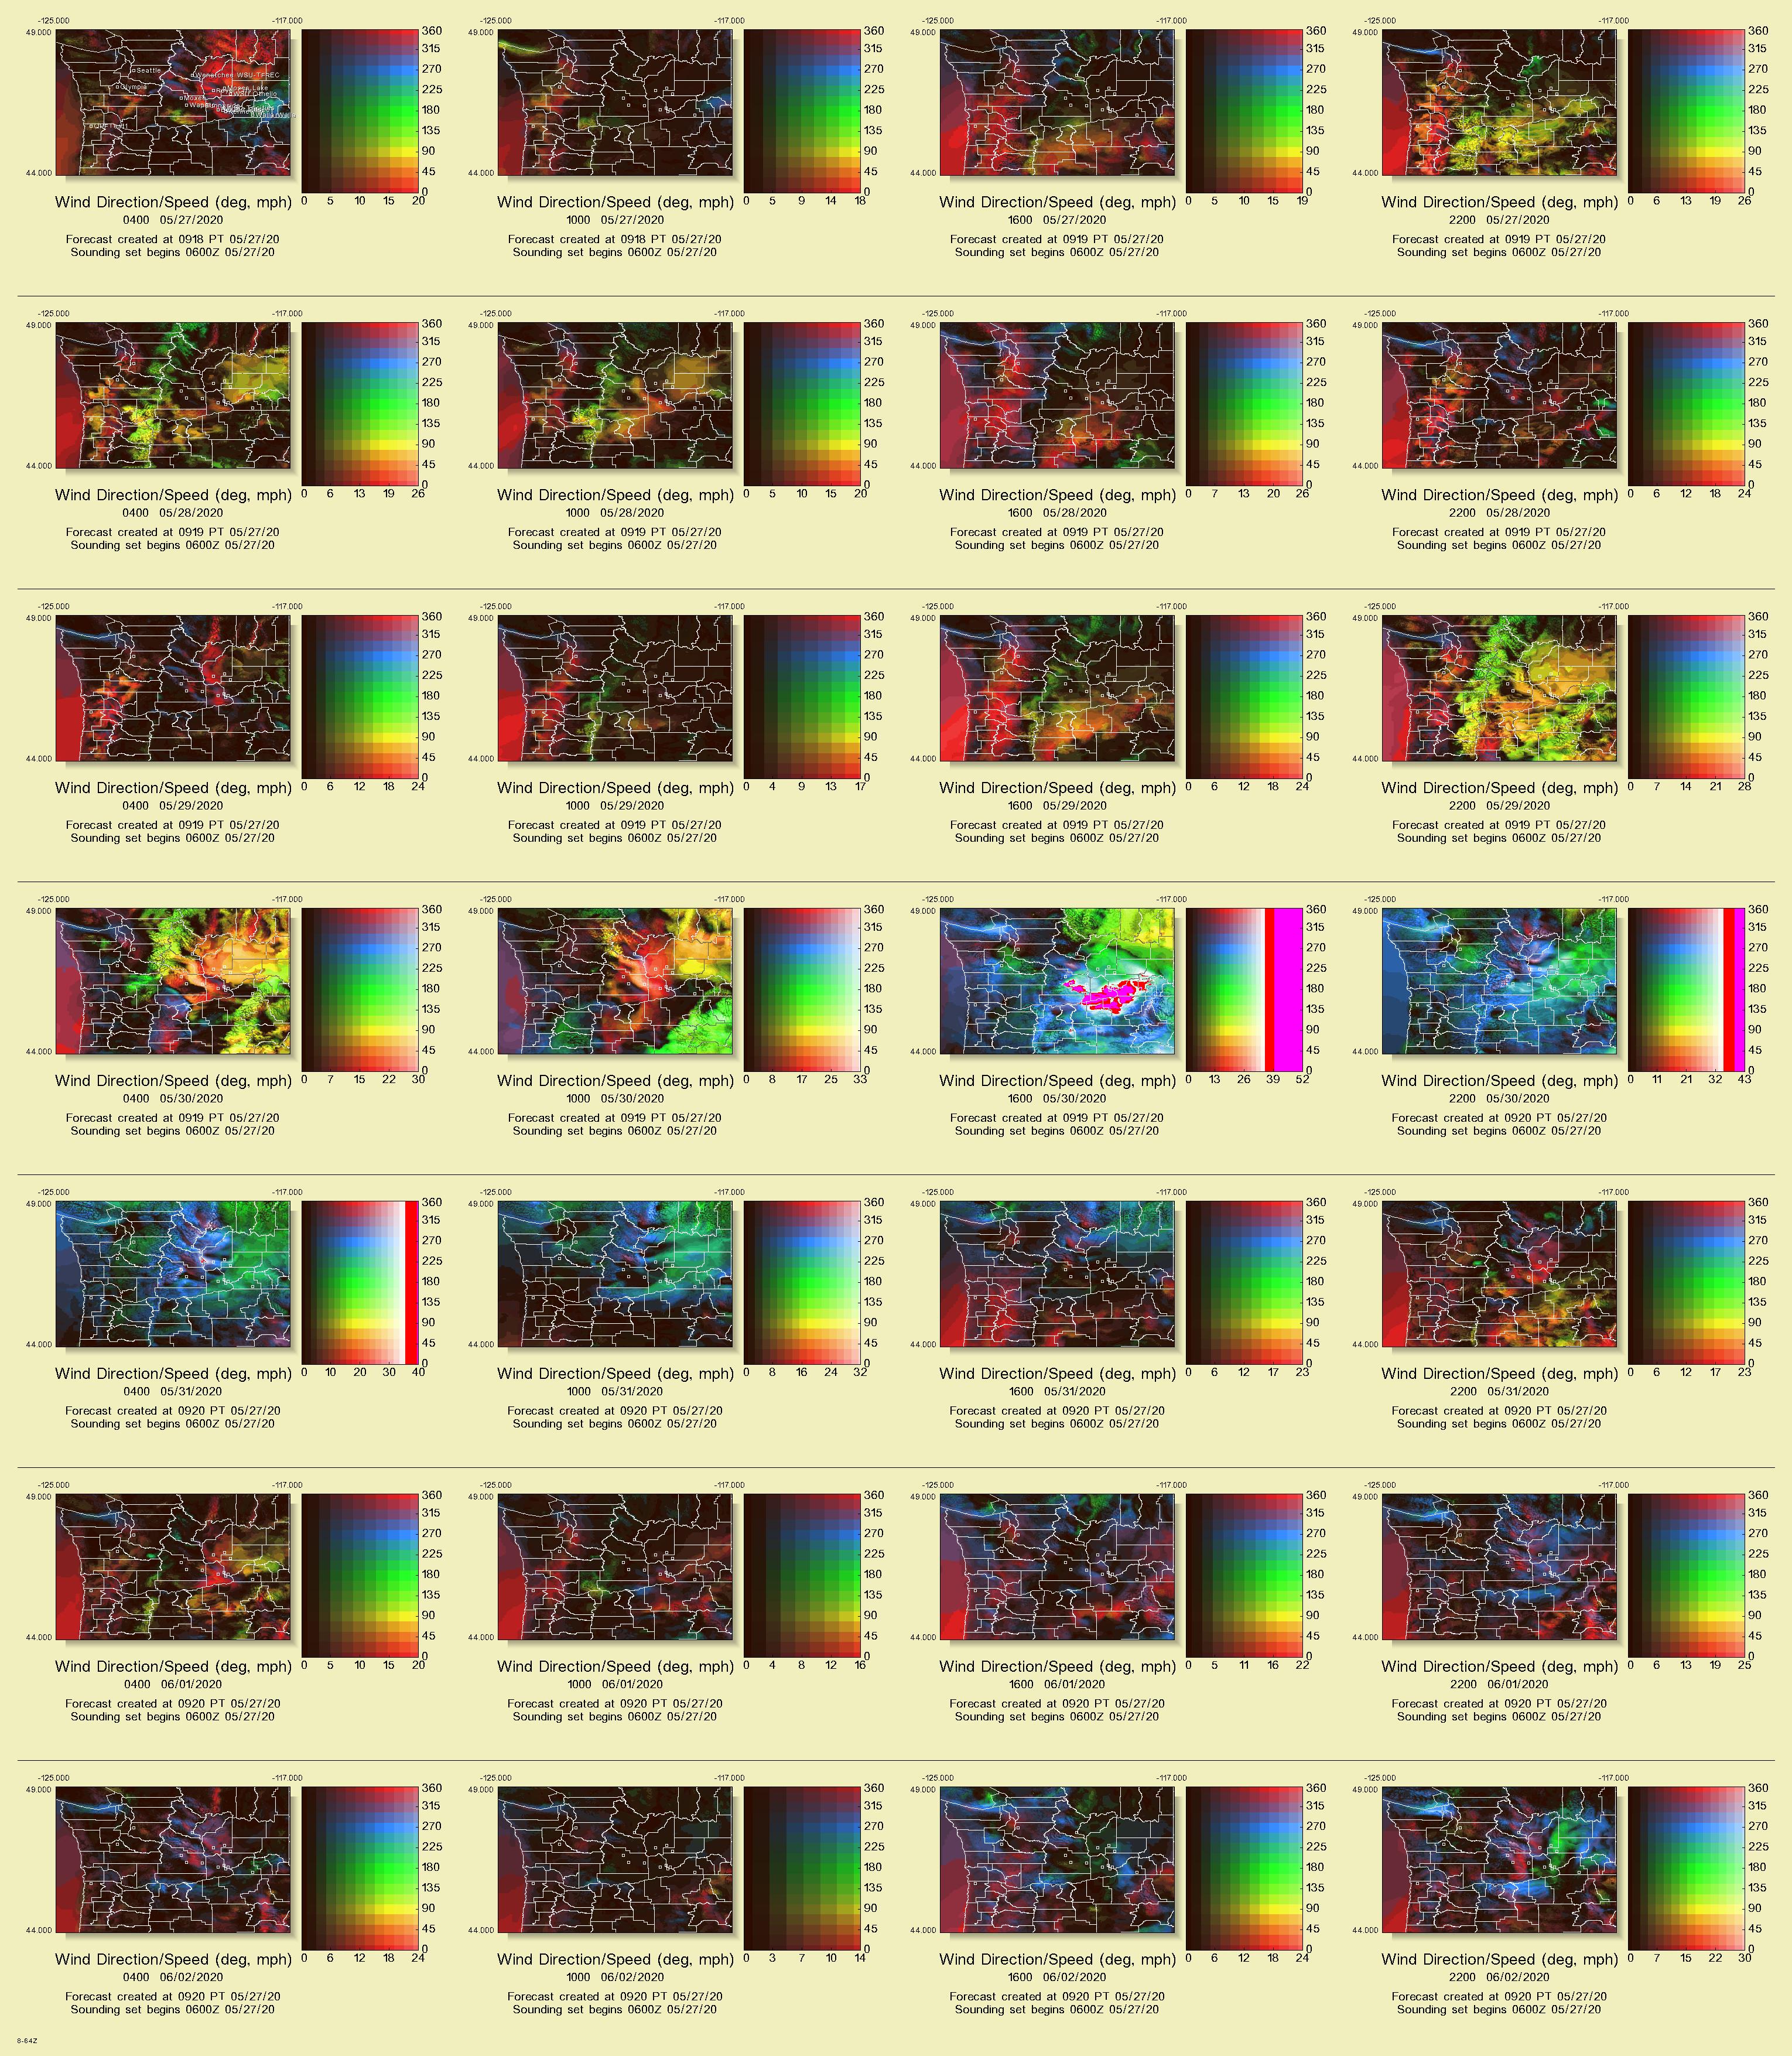 -125.000 -117.000 -125.000 -117.000 -125.000 -117.000 -125.000 -117.000
49.000 360 49.000 360 49.000 360 49.000 360
315 315 315 315
Seattle 270 270 270 270
Wenatchee WSU-TFREC
Olympia 225 225 225 225
Moxee
180 180 180 180
135 135 135 135
90 90 90 90
44.000 45 44.000 45 44.000 45 44.000 45
0 0 0 0
Wind Direction/Speed (deg, mph) 0 5 10 15 20 Wind Direction/Speed (deg, mph) 0 5 9 14 18 Wind Direction/Speed (deg, mph) 0 5 10 15 19 Wind Direction/Speed (deg, mph) 0 6 13 19 26
0400 05/27/2020 1000 05/27/2020 1600 05/27/2020 2200 05/27/2020
Forecast created at 0918 PT 05/27/20 Forecast created at 0918 PT 05/27/20 Forecast created at 0919 PT 05/27/20 Forecast created at 0919 PT 05/27/20
Sounding set begins 0600Z 05/27/20 Sounding set begins 0600Z 05/27/20 Sounding set begins 0600Z 05/27/20 Sounding set begins 0600Z 05/27/20
-125.000 -117.000 -125.000 -117.000 -125.000 -117.000 -125.000 -117.000
49.000 360 49.000 360 49.000 360 49.000 360
315 315 315 315
270 270 270 270
225 225 225 225
180 180 180 180
135 135 135 135
90 90 90 90
44.000 45 44.000 45 44.000 45 44.000 45
0 0 0 0
Wind Direction/Speed (deg, mph) 0 6 13 19 26 Wind Direction/Speed (deg, mph) 0 5 10 15 20 Wind Direction/Speed (deg, mph) 0 7 13 20 26 Wind Direction/Speed (deg, mph) 0 6 12 18 24
0400 05/28/2020 1000 05/28/2020 1600 05/28/2020 2200 05/28/2020
Forecast created at 0919 PT 05/27/20 Forecast created at 0919 PT 05/27/20 Forecast created at 0919 PT 05/27/20 Forecast created at 0919 PT 05/27/20
Sounding set begins 0600Z 05/27/20 Sounding set begins 0600Z 05/27/20 Sounding set begins 0600Z 05/27/20 Sounding set begins 0600Z 05/27/20
-125.000 -117.000 -125.000 -117.000 -125.000 -117.000 -125.000 -117.000
49.000 360 49.000 360 49.000 360 49.000 360
315 315 315 315
270 270 270 270
225 225 225 225
180 180 180 180
135 135 135 135
90 90 90 90
44.000 45 44.000 45 44.000 45 44.000 45
0 0 0 0
Wind Direction/Speed (deg, mph) 0 6 12 18 24 Wind Direction/Speed (deg, mph) 0 4 9 13 17 Wind Direction/Speed (deg, mph) 0 6 12 18 24 Wind Direction/Speed (deg, mph) 0 7 14 21 28
0400 05/29/2020 1000 05/29/2020 1600 05/29/2020 2200 05/29/2020
Forecast created at 0919 PT 05/27/20 Forecast created at 0919 PT 05/27/20 Forecast created at 0919 PT 05/27/20 Forecast created at 0919 PT 05/27/20
Sounding set begins 0600Z 05/27/20 Sounding set begins 0600Z 05/27/20 Sounding set begins 0600Z 05/27/20 Sounding set begins 0600Z 05/27/20
-125.000 -117.000 -125.000 -117.000 -125.000 -117.000 -125.000 -117.000
49.000 360 49.000 360 49.000 360 49.000 360
315 315 315 315
270 270 270 270
225 225 225 225
180 180 180 180
135 135 135 135
90 90 90 90
44.000 45 44.000 45 44.000 45 44.000 45
0 0 0 0
Wind Direction/Speed (deg, mph) 0 7 15 22 30 Wind Direction/Speed (deg, mph) 0 8 17 25 33 Wind Direction/Speed (deg, mph) 0 13 26 39 52 Wind Direction/Speed (deg, mph) 0 11 21 32 43
0400 05/30/2020 1000 05/30/2020 1600 05/30/2020 2200 05/30/2020
Forecast created at 0919 PT 05/27/20 Forecast created at 0919 PT 05/27/20 Forecast created at 0919 PT 05/27/20 Forecast created at 0920 PT 05/27/20
Sounding set begins 0600Z 05/27/20 Sounding set begins 0600Z 05/27/20 Sounding set begins 0600Z 05/27/20 Sounding set begins 0600Z 05/27/20
-125.000 -117.000 -125.000 -117.000 -125.000 -117.000 -125.000 -117.000
49.000 360 49.000 360 49.000 360 49.000 360
315 315 315 315
270 270 270 270
225 225 225 225
180 180 180 180
135 135 135 135
90 90 90 90
44.000 45 44.000 45 44.000 45 44.000 45
0 0 0 0
Wind Direction/Speed (deg, mph) 0 10 20 30 40 Wind Direction/Speed (deg, mph) 0 8 16 24 32 Wind Direction/Speed (deg, mph) 0 6 12 17 23 Wind Direction/Speed (deg, mph) 0 6 12 17 23
0400 05/31/2020 1000 05/31/2020 1600 05/31/2020 2200 05/31/2020
Forecast created at 0920 PT 05/27/20 Forecast created at 0920 PT 05/27/20 Forecast created at 0920 PT 05/27/20 Forecast created at 0920 PT 05/27/20
Sounding set begins 0600Z 05/27/20 Sounding set begins 0600Z 05/27/20 Sounding set begins 0600Z 05/27/20 Sounding set begins 0600Z 05/27/20
-125.000 -117.000 -125.000 -117.000 -125.000 -117.000 -125.000 -117.000
49.000 360 49.000 360 49.000 360 49.000 360
315 315 315 315
270 270 270 270
225 225 225 225
180 180 180 180
135 135 135 135
90 90 90 90
44.000 45 44.000 45 44.000 45 44.000 45
0 0 0 0
Wind Direction/Speed (deg, mph) 0 5 10 15 20 Wind Direction/Speed (deg, mph) 0 4 8 12 16 Wind Direction/Speed (deg, mph) 0 5 11 16 22 Wind Direction/Speed (deg, mph) 0 6 13 19 25
0400 06/01/2020 1000 06/01/2020 1600 06/01/2020 2200 06/01/2020
Forecast created at 0920 PT 05/27/20 Forecast created at 0920 PT 05/27/20 Forecast created at 0920 PT 05/27/20 Forecast created at 0920 PT 05/27/20
Sounding set begins 0600Z 05/27/20 Sounding set begins 0600Z 05/27/20 Sounding set begins 0600Z 05/27/20 Sounding set begins 0600Z 05/27/20
-125.000 -117.000 -125.000 -117.000 -125.000 -117.000 -125.000 -117.000
49.000 360 49.000 360 49.000 360 49.000 360
315 315 315 315
270 270 270 270
225 225 225 225
180 180 180 180
135 135 135 135
90 90 90 90
44.000 45 44.000 45 44.000 45 44.000 45
0 0 0 0
Wind Direction/Speed (deg, mph) 0 6 12 18 24 Wind Direction/Speed (deg, mph) 0 3 7 10 14 Wind Direction/Speed (deg, mph) 0 6 12 18 24 Wind Direction/Speed (deg, mph) 0 7 15 22 30
0400 06/02/2020 1000 06/02/2020 1600 06/02/2020 2200 06/02/2020
Forecast created at 0920 PT 05/27/20 Forecast created at 0920 PT 05/27/20 Forecast created at 0920 PT 05/27/20 Forecast created at 0920 PT 05/27/20
Sounding set begins 0600Z 05/27/20 Sounding set begins 0600Z 05/27/20 Sounding set begins 0600Z 05/27/20 Sounding set begins 0600Z 05/27/20